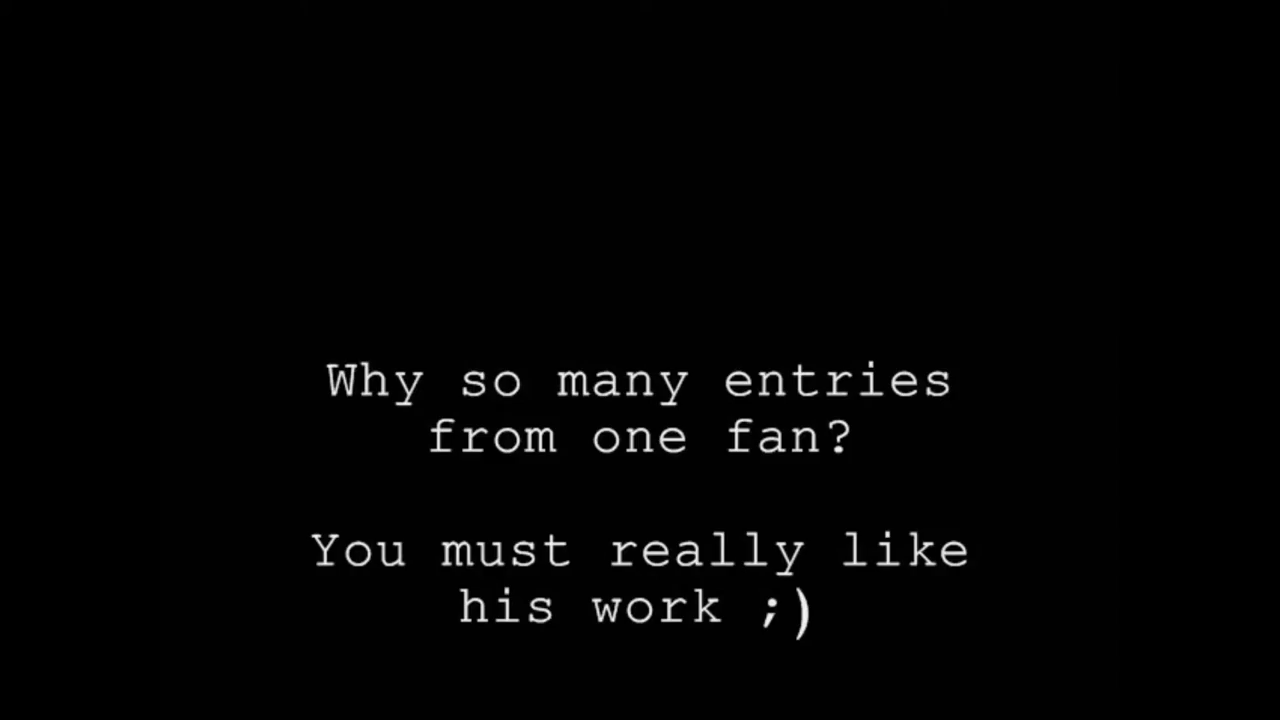 Why so many entries
from one fan?
You must really like
his work ;)